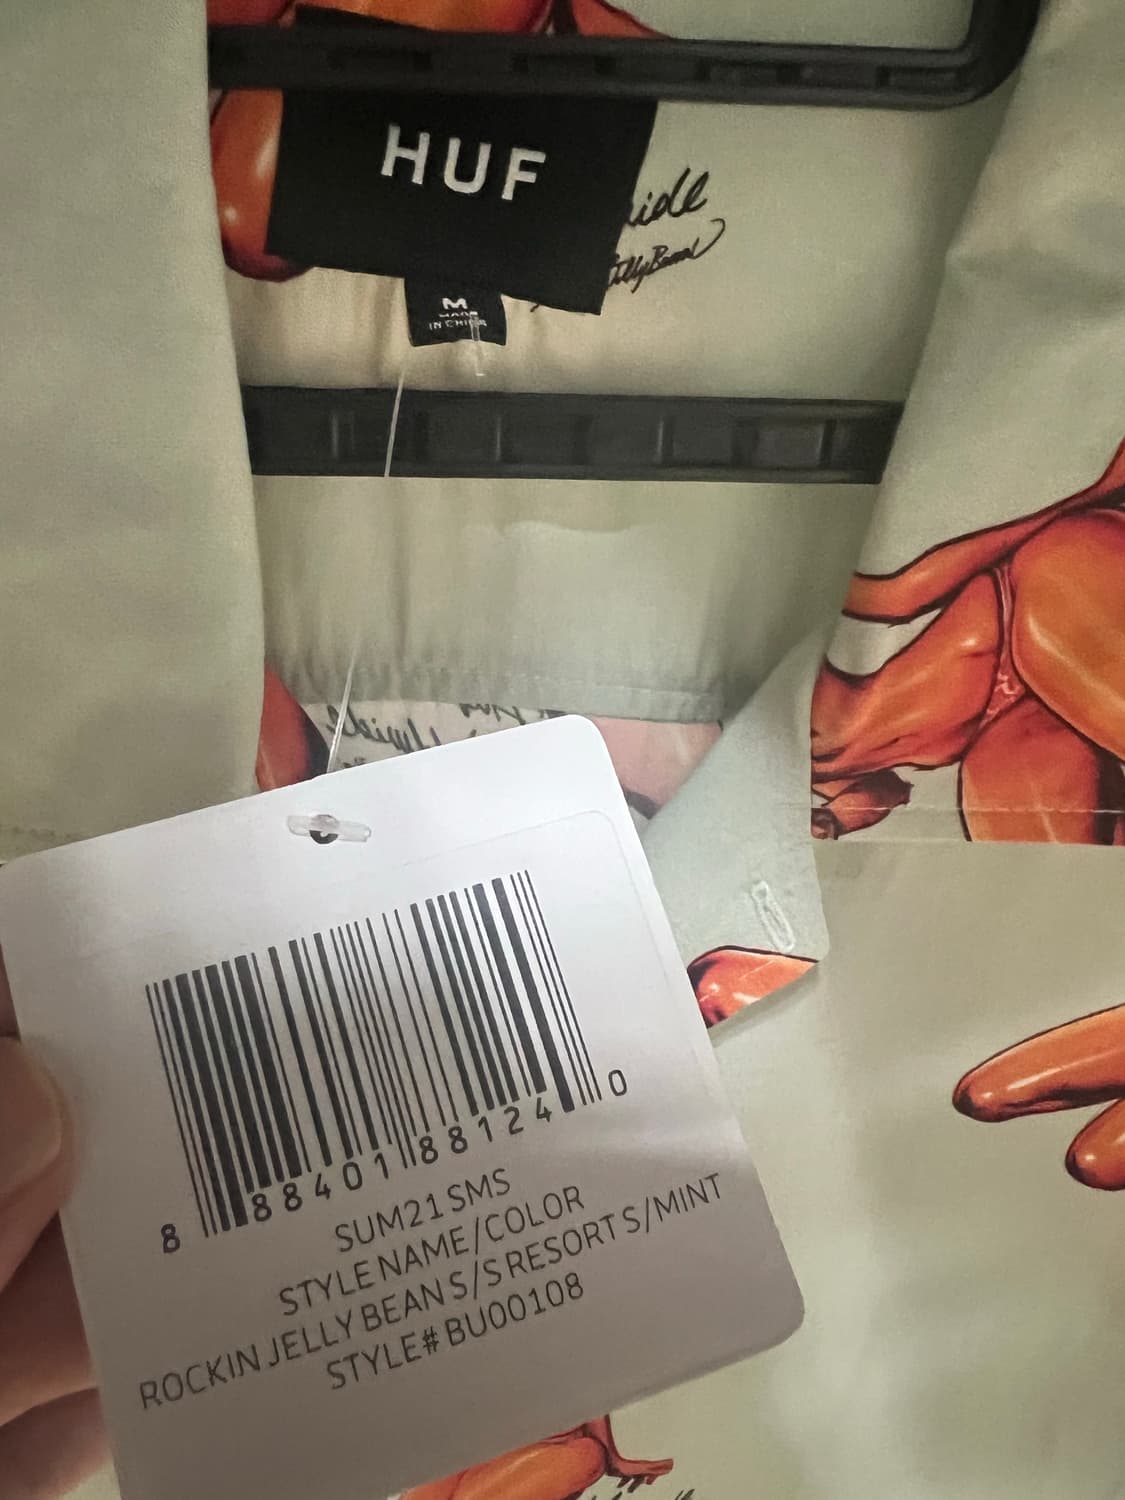 HUF
M
MADE
IN CHINA
8 88401 88124 0
SUM21 SMS
STYLE NAME/COLOR
ROCKIN JELLY BEAN S/S RESORT S/MINT
STYLE# BU00108